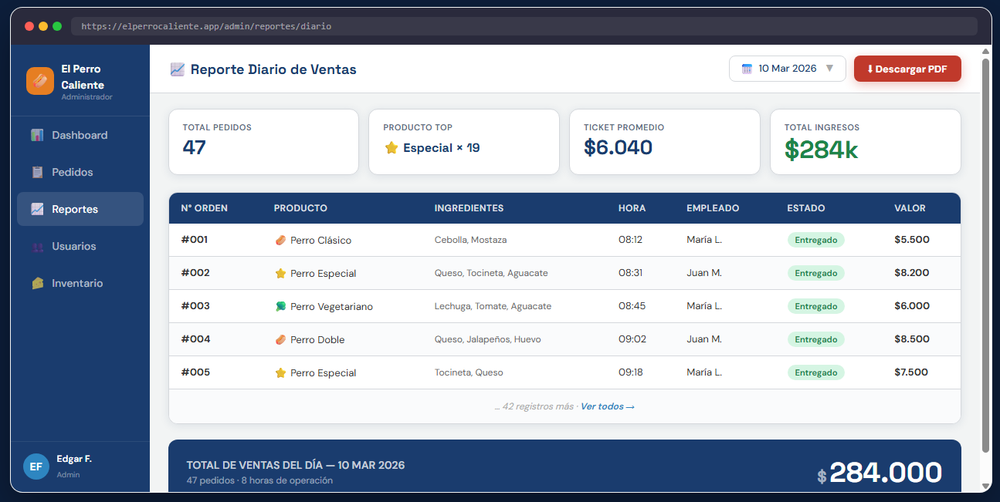 https://elperrocaliente.app/admin/reportes/diario
El Perro
Caliente
Administrador
Dashboard
Pedidos
Reportes
Usuarios
Inventario
EF
Edgar F.
Admin
Reporte Diario de Ventas
10 Mar 2026 ▼
⬇ Descargar PDF
TOTAL PEDIDOS
47
PRODUCTO TOP
⭐ Especial × 19
TICKET PROMEDIO
$6.040
TOTAL INGRESOS
$284k
N° ORDEN PRODUCTO INGREDIENTES HORA EMPLEADO ESTADO VALOR
#001 Perro Clásico Cebolla, Mostaza 08:12 María L. Entregado $5.500
#002 Perro Especial Queso, Tocineta, Aguacate 08:31 Juan M. Entregado $8.200
#003 Perro Vegetariano Lechuga, Tomate, Aguacate 08:45 María L. Entregado $6.000
#004 Perro Doble Queso, Jalapeños, Huevo 09:02 Juan M. Entregado $8.500
#005 Perro Especial Tocineta, Queso 09:18 María L. Entregado $7.500
... 42 registros más · Ver todos →
TOTAL DE VENTAS DEL DÍA — 10 MAR 2026
47 pedidos · 8 horas de operación
$284.000